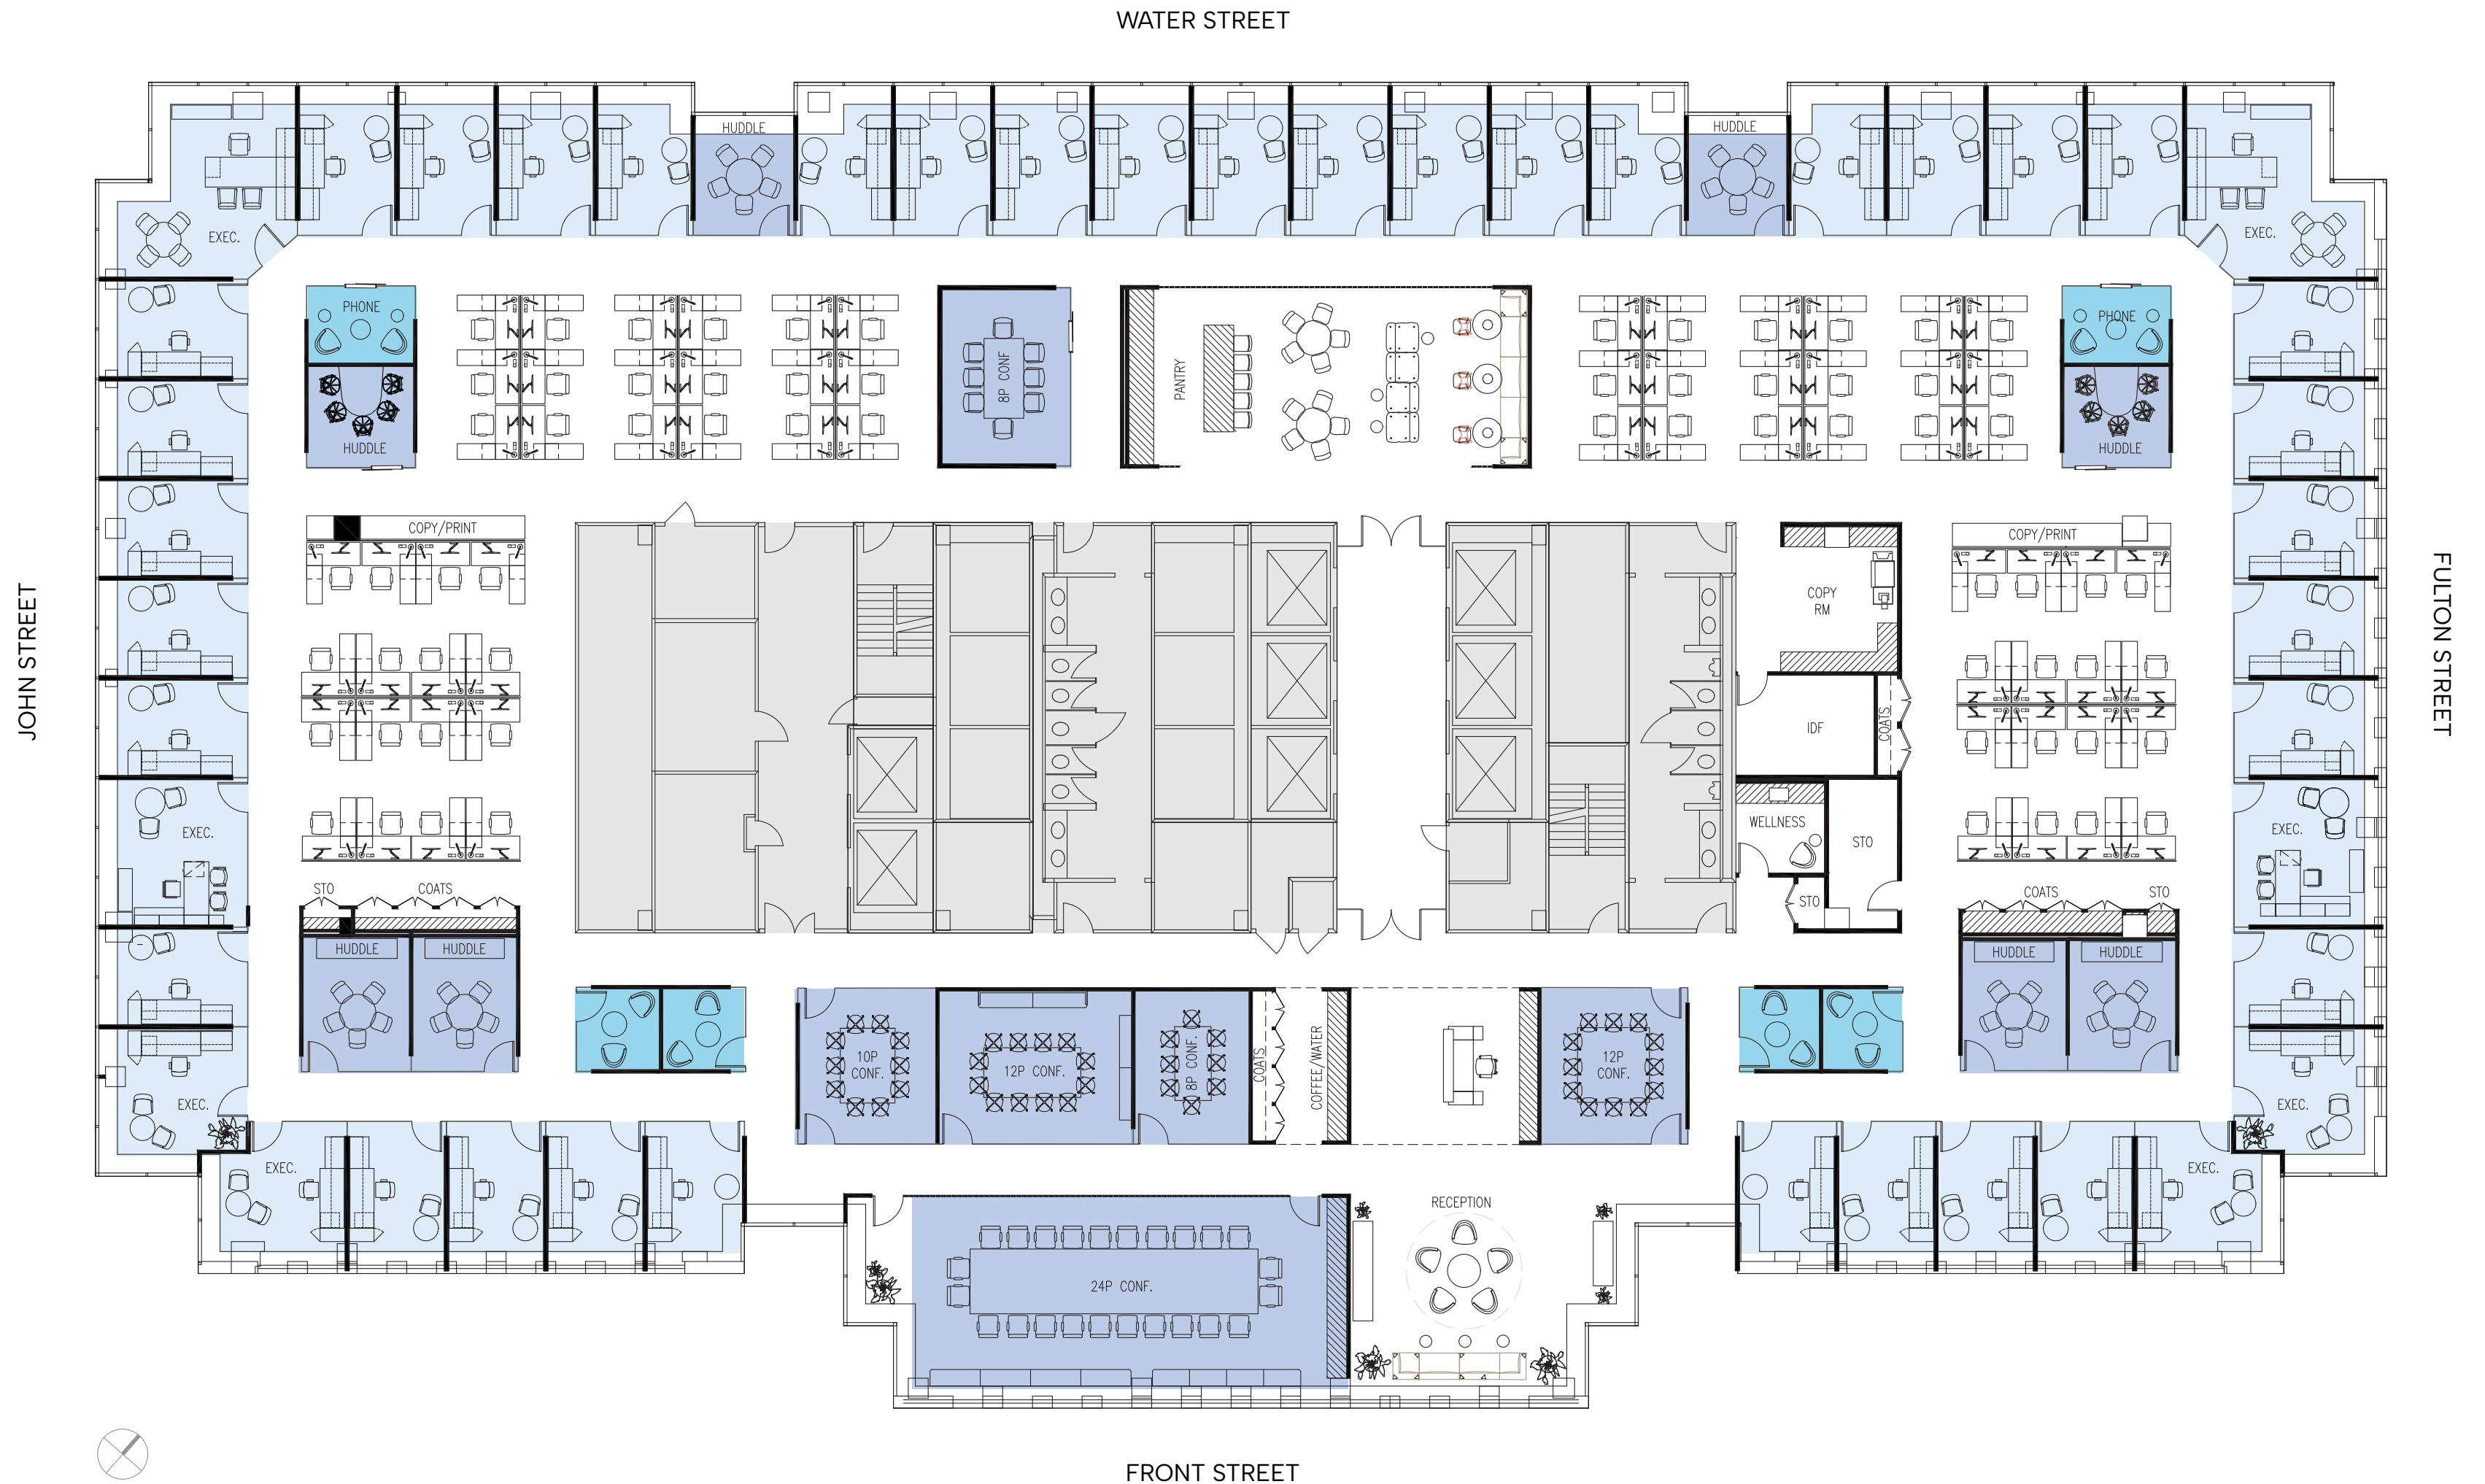 WATER STREET
HUDDLE
HUDDLE
EXEC.
EXEC.
PHONE
PHONE
8P CONF
PANTRY
HUDDLE
HUDDLE
COPY/PRINT
COPY/PRINT
COPY
RM
JOHN STREET
FULTON STREET
IDF
COATS
EXEC.
WELLNESS
STO
EXEC.
STO
COATS
STO
COATS
STO
HUDDLE
HUDDLE
HUDDLE
HUDDLE
10P
CONF.
12P CONF.
8P CONF.
COATS
COFFEE/WATER
12P
CONF.
EXEC.
EXEC.
EXEC.
EXEC.
RECEPTION
24P CONF.
FRONT STREET